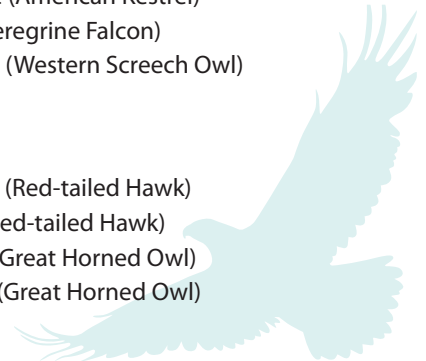 (American Kestrel)
eregrine Falcon)
(Western Screech Owl)
(Red-tailed Hawk)
ed-tailed Hawk)
Great Horned Owl)
(Great Horned Owl)